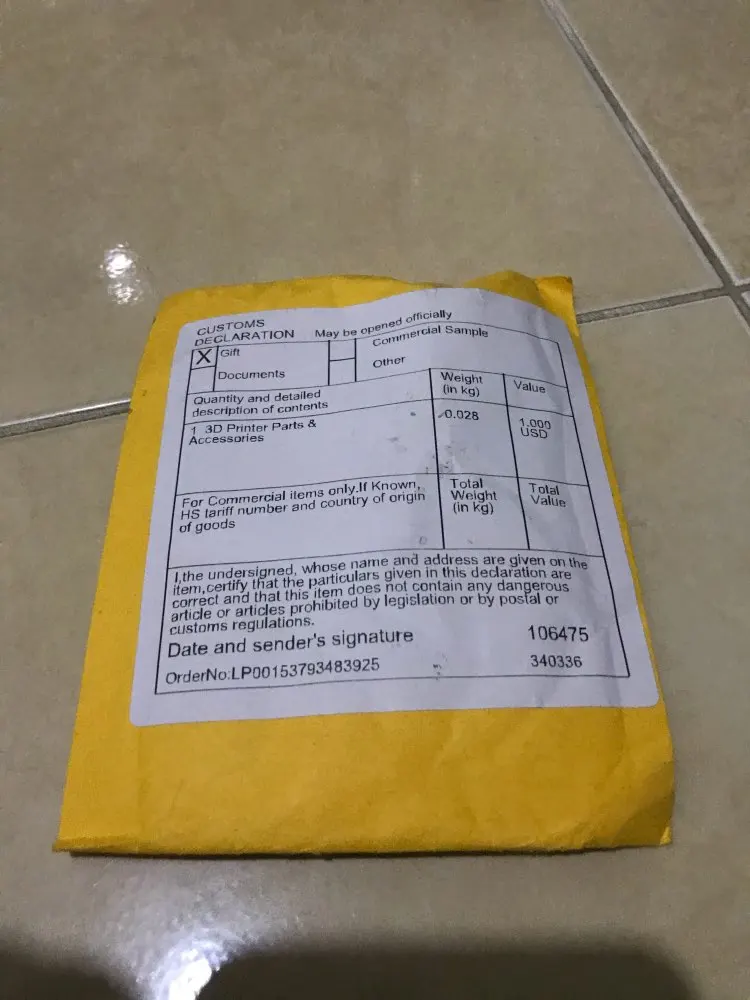 CUSTOMS
DECLARATION May be opened officially
X Gift Commercial Sample
Documents Other
Quantity and detailed
description of contents
Weight
(in kg)
Value
1 3D Printer Parts &
Accessories
0.028
1.000
USD
For Commercial items only.If Known,
HS tariff number and country of origin
of goods
Total
Weight
(in kg)
Total
Value
I,the undersigned, whose name and address are given on the
item,certify that the particulars given in this declaration are
correct and that this item does not contain any dangerous
article or articles prohibited by legislation or by postal or
customs regulations.
Date and sender's signature 106475
OrderNo:LP00153793483925 340336